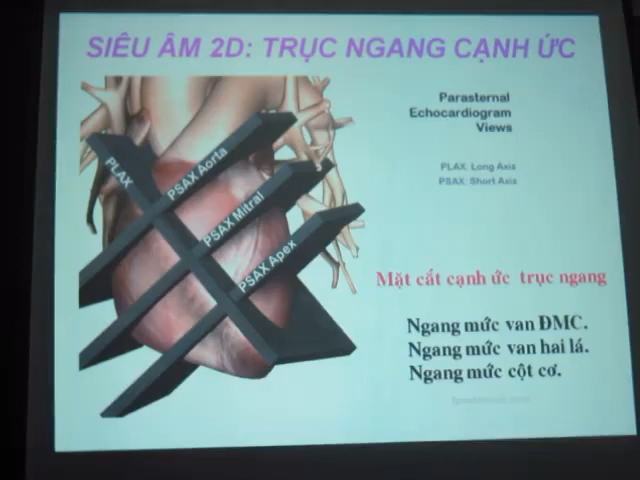 SIÊU ÂM 2D: TRỤC NGANG CẠNH ỨC
Parasternal
Echocardiogram
Views
PLAX: Long Axis
PSAX: Short Axis
PLAX
PSAX Aorta
PSAX Mitral
PSAX Apex
Mặt cắt cạnh ức trục ngang
Ngang mức van ĐMC.
Ngang mức van hai lá.
Ngang mức cột cơ.